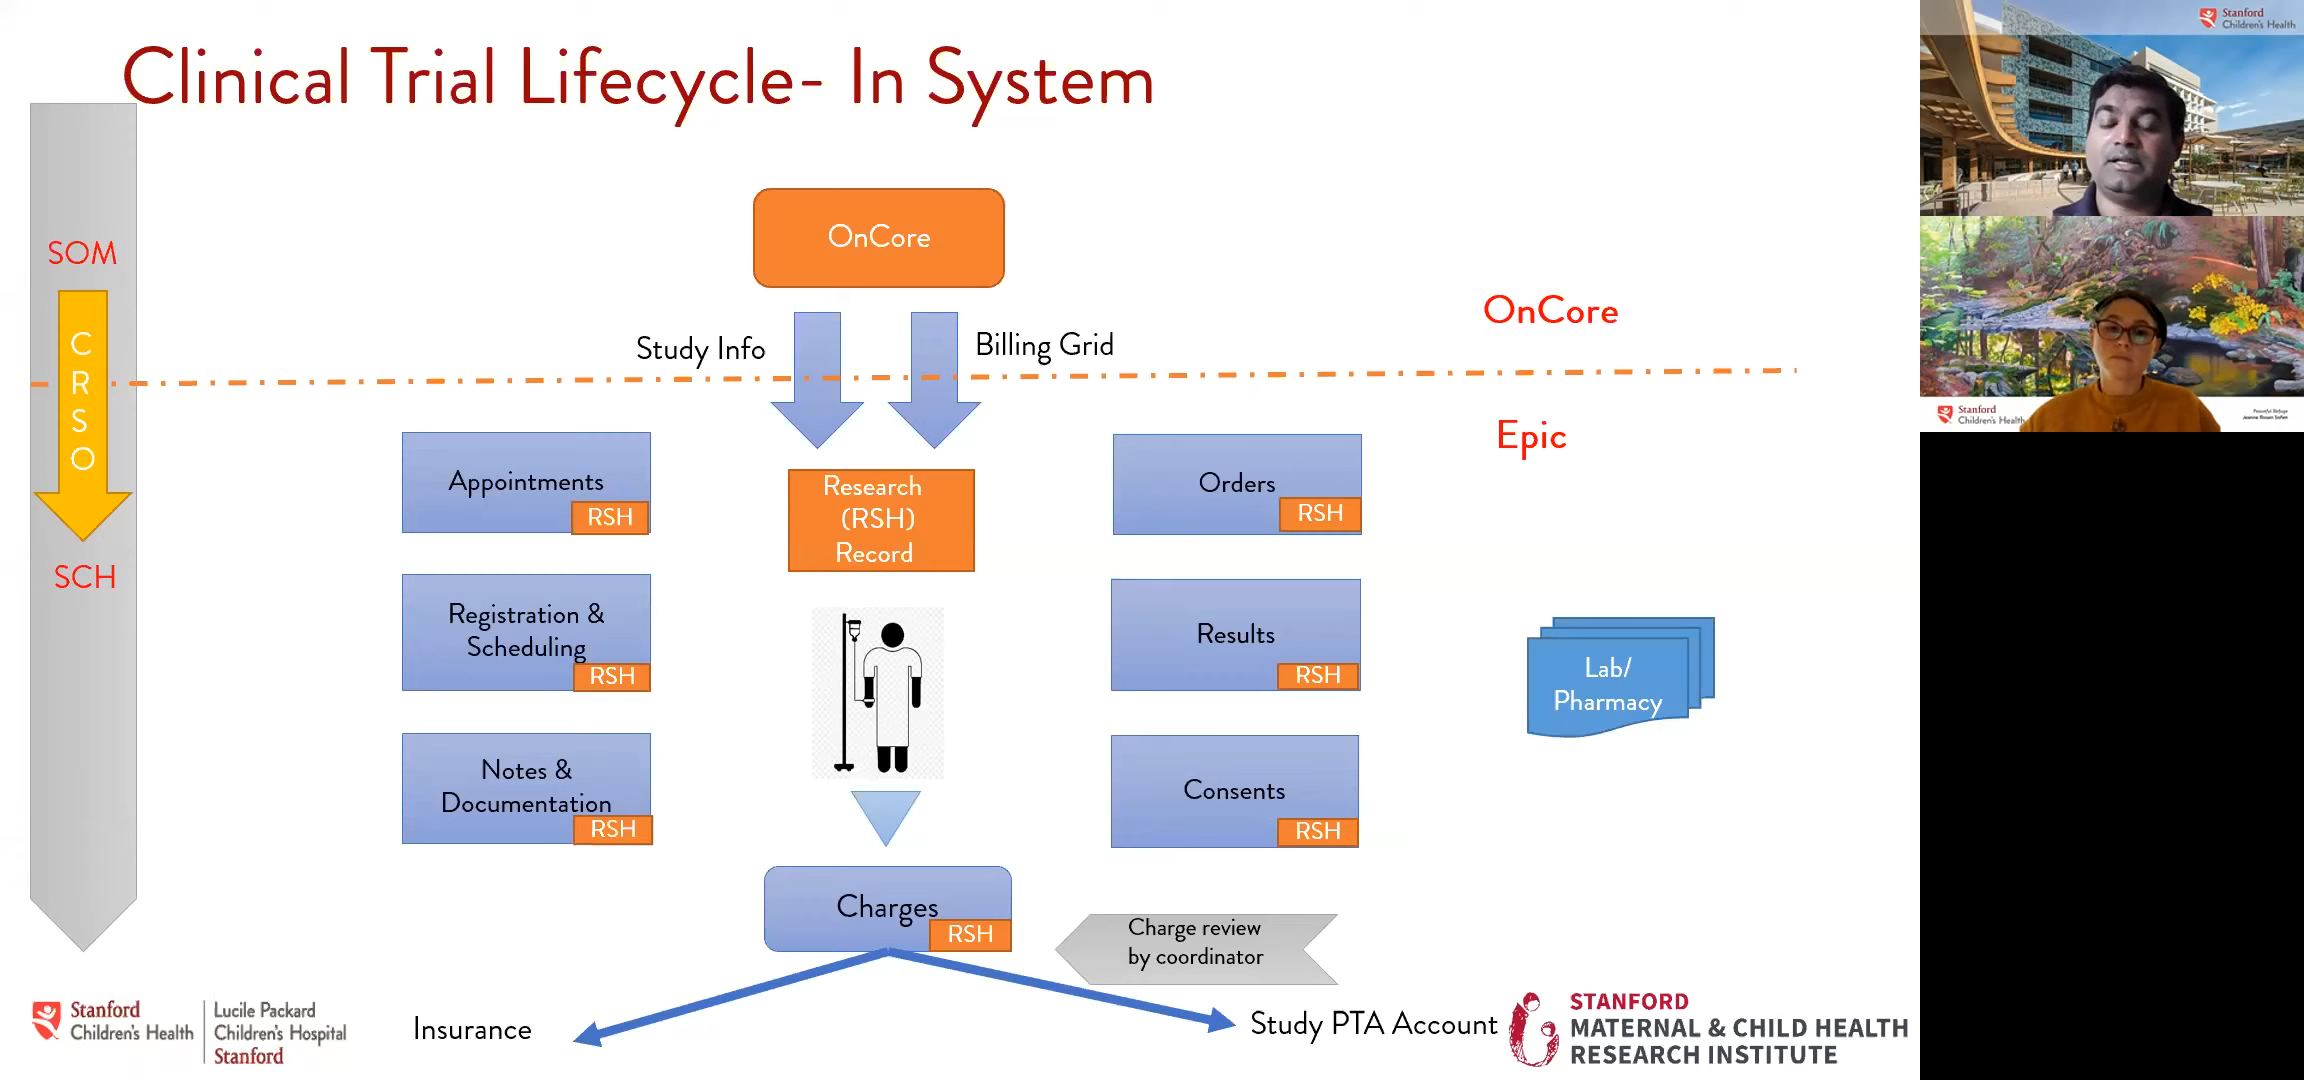 Clinical Trial Lifecycle- In System
SOM
C
R
S
O
SCH
OnCore
Study Info
Billing Grid
OnCore
Epic
Appointments
RSH
Registration &
Scheduling
RSH
Notes &
Documentation
RSH
Research
(RSH)
Record
Orders
RSH
Results
RSH
Consents
RSH
Lab/
Pharmacy
Charges
RSH
Charge review
by coordinator
Insurance
Study PTA Account
Stanford
Children's Health
Lucile Packard
Children's Hospital
Stanford
STANFORD
MATERNAL & CHILD HEALTH
RESEARCH INSTITUTE
Stanford
Children's Health
Stanford
Children's Health
Peaceful Refuge